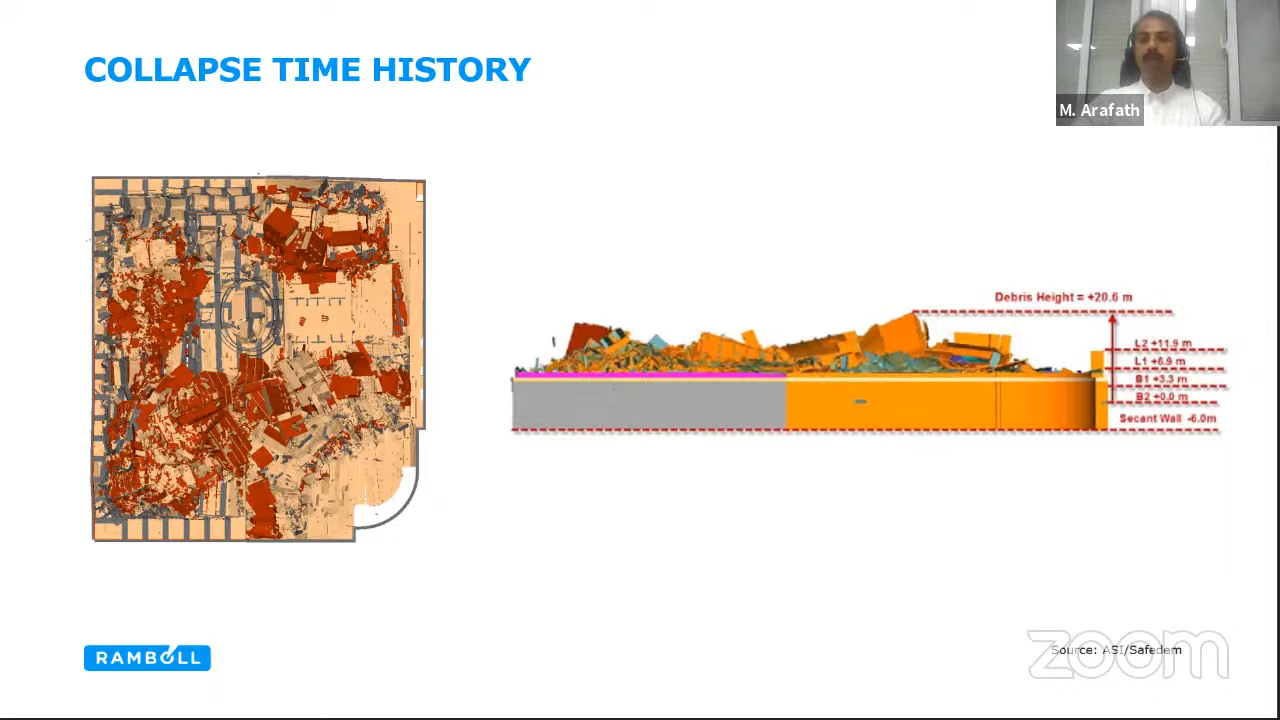 COLLAPSE TIME HISTORY
M. Arafath
Debris Height = +20.6 m
L2 +11.9 m
L1 +6.9 m
B1 +3.3 m
B2 +0.0 m
Secant Wall -6.0m
RAMBOLL
Source: ASI/Safedem
zoom